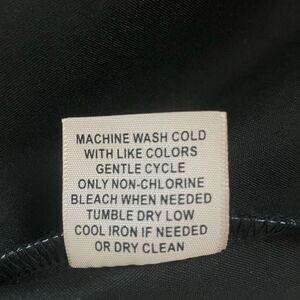 MACHINE WASH COLD
WITH LIKE COLORS
GENTLE CYCLE
ONLY NON-CHLORINE
BLEACH WHEN NEEDED
TUMBLE DRY LOW
COOL IRON IF NEEDED
OR DRY CLEAN